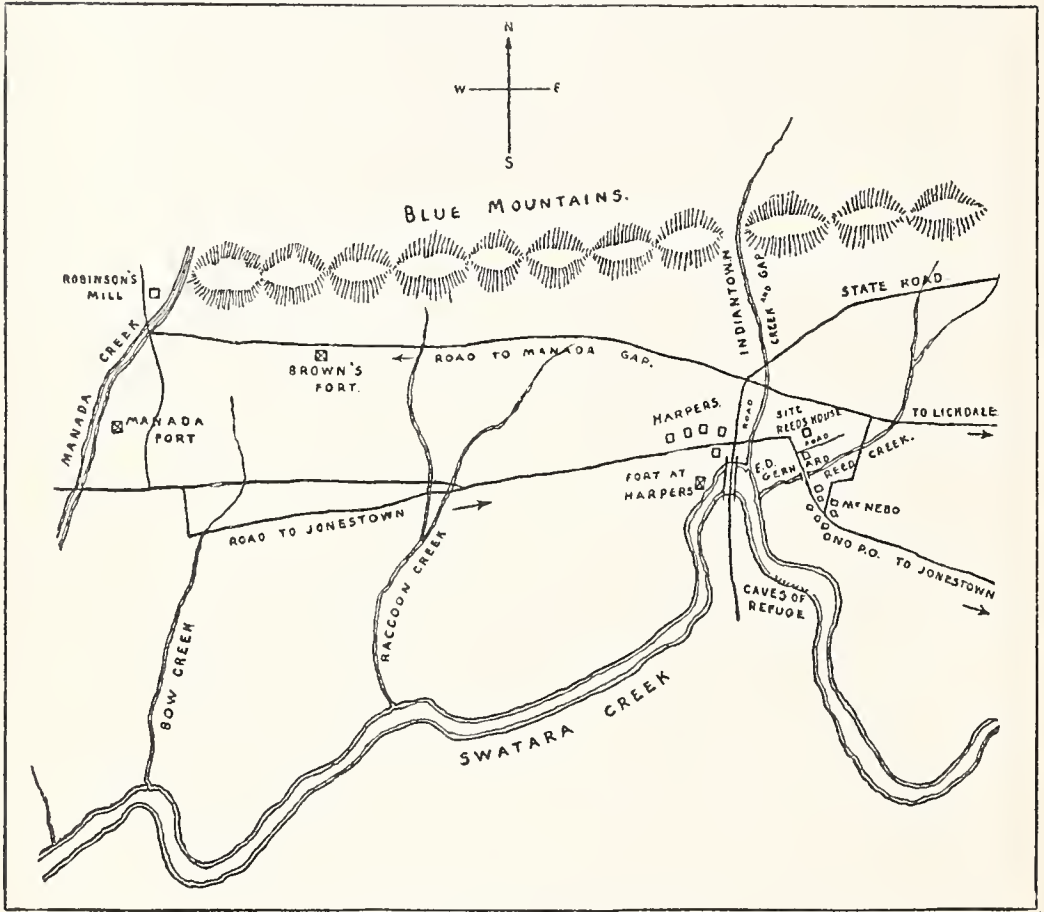 N
W E
S
BLUE MOUNTAINS.
ROBINSON'S
MILL
MANADA CREEK
BROWN'S
FORT.
ROAD TO MANADA GAP.
INDIANTOWN
CREEK AND GAP
STATE ROAD
MANADA
FORT
HARPERS.
ROAD
SITE
REEDS HOUSE
ROAD
TO LICKDALE
FORT AT
HARPERS
E.D.
GERNHARD
REED CREEK.
Mc NEBO
ONO P.O.
TO JONESTOWN
ROAD TO JONESTOWN
RACCOON CREEK
CAVES OF
REFUGE
BOW CREEK
SWATARA CREEK